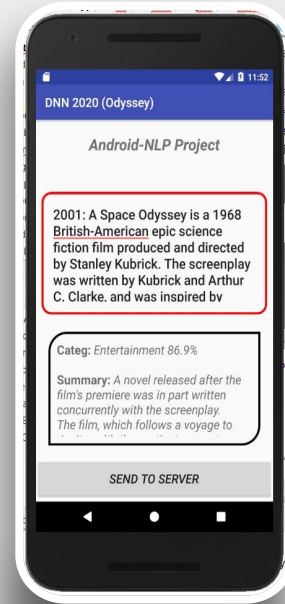 11:52
DNN 2020 (Odyssey)
Android-NLP Project
2001: A Space Odyssey is a 1968
British-American epic science
fiction film produced and directed
by Stanley Kubrick. The screenplay
was written by Kubrick and Arthur
C. Clarke, and was inspired by
Categ: Entertainment 86.9%
Summary: A novel released after the
film's premiere was in part written
concurrently with the screenplay.
The film, which follows a voyage to
SEND TO SERVER